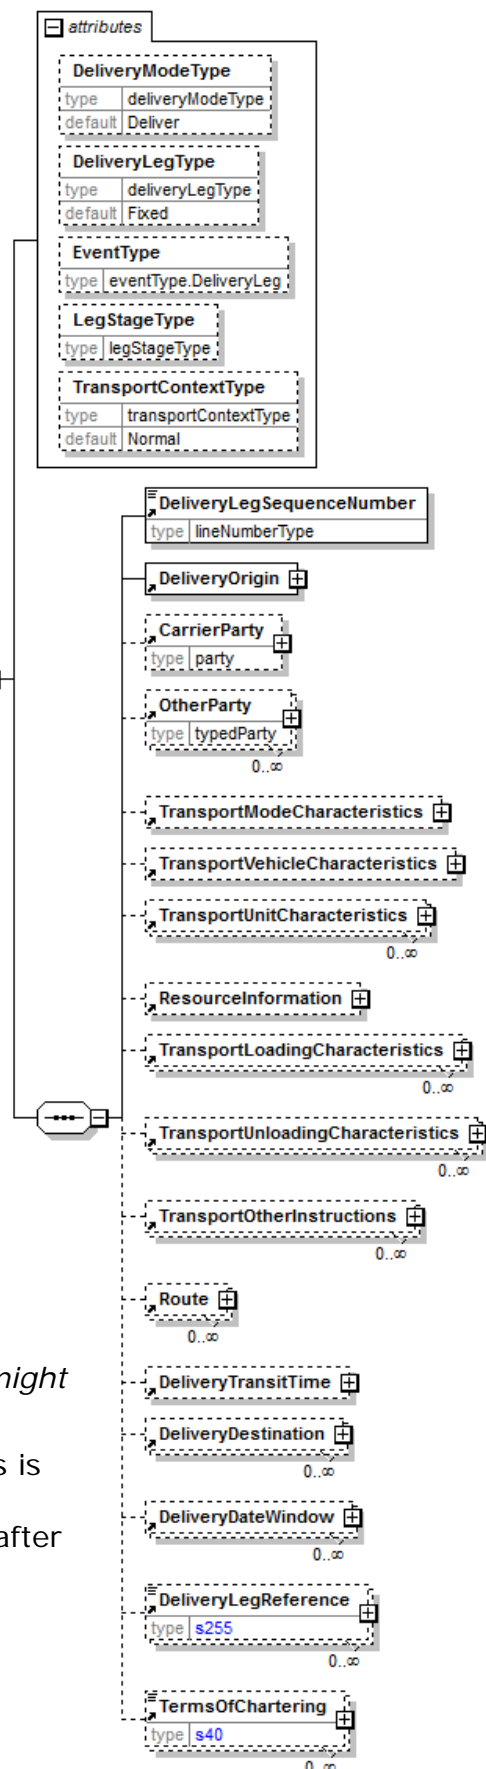 attributes
DeliveryModeType
type deliveryModeType
default Deliver
DeliveryLegType
type deliveryLegType
default Fixed
EventType
type eventType.DeliveryLeg
LegStageType
type legStageType
TransportContextType
type transportContextType
default Normal
DeliveryLegSequenceNumber
type lineNumberType
DeliveryOrigin
CarrierParty
type party
OtherParty
type typedParty
0..∞
TransportModeCharacteristics
TransportVehicleCharacteristics
TransportUnitCharacteristics
0..∞
ResourceInformation
TransportLoadingCharacteristics
0..∞
TransportUnloadingCharacteristics
0..∞
TransportOtherInstructions
0..∞
Route
0..∞
might
DeliveryTransitTime
DeliveryDestination
s is
0..∞
DeliveryDateWindow
after
0..∞
DeliveryLegReference
type s255
0..∞
TermsOfChartering
type s40
0..∞